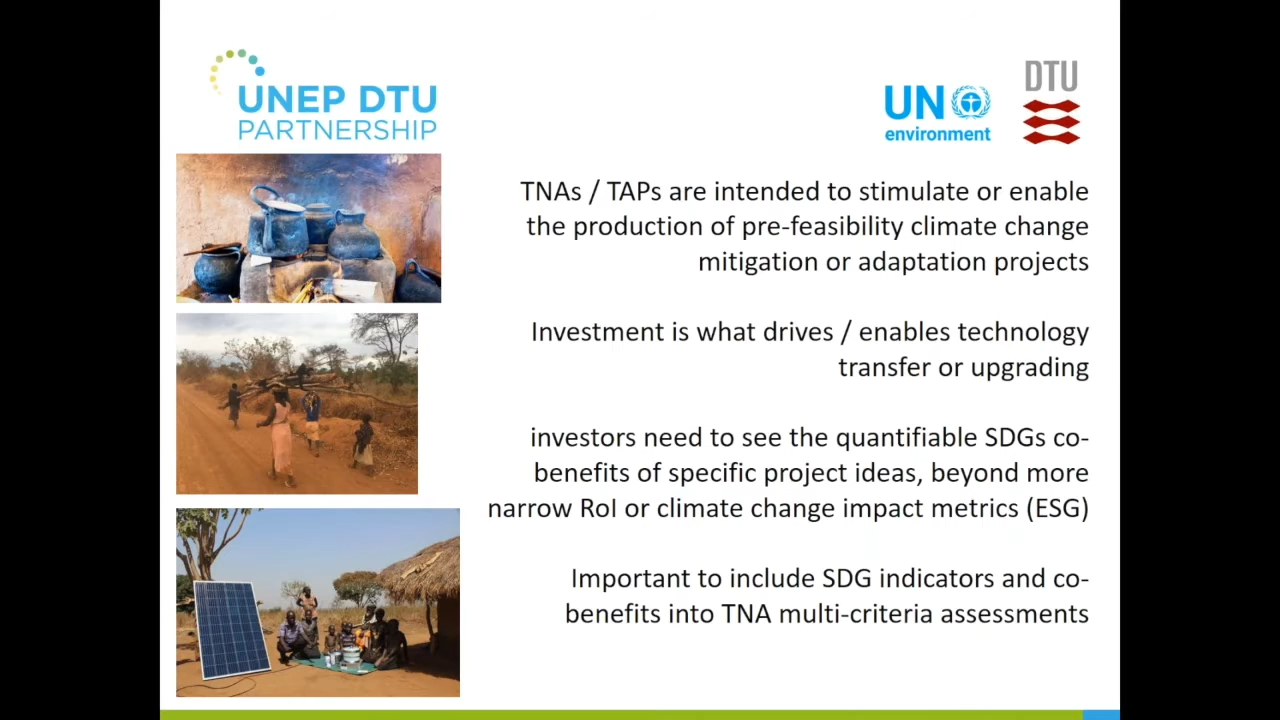 UNEP DTU
PARTNERSHIP
UN
environment
DTU
TNAs / TAPs are intended to stimulate or enable
the production of pre-feasibility climate change
mitigation or adaptation projects
Investment is what drives / enables technology
transfer or upgrading
investors need to see the quantifiable SDGs co-
benefits of specific project ideas, beyond more
narrow RoI or climate change impact metrics (ESG)
Important to include SDG indicators and co-
benefits into TNA multi-criteria assessments